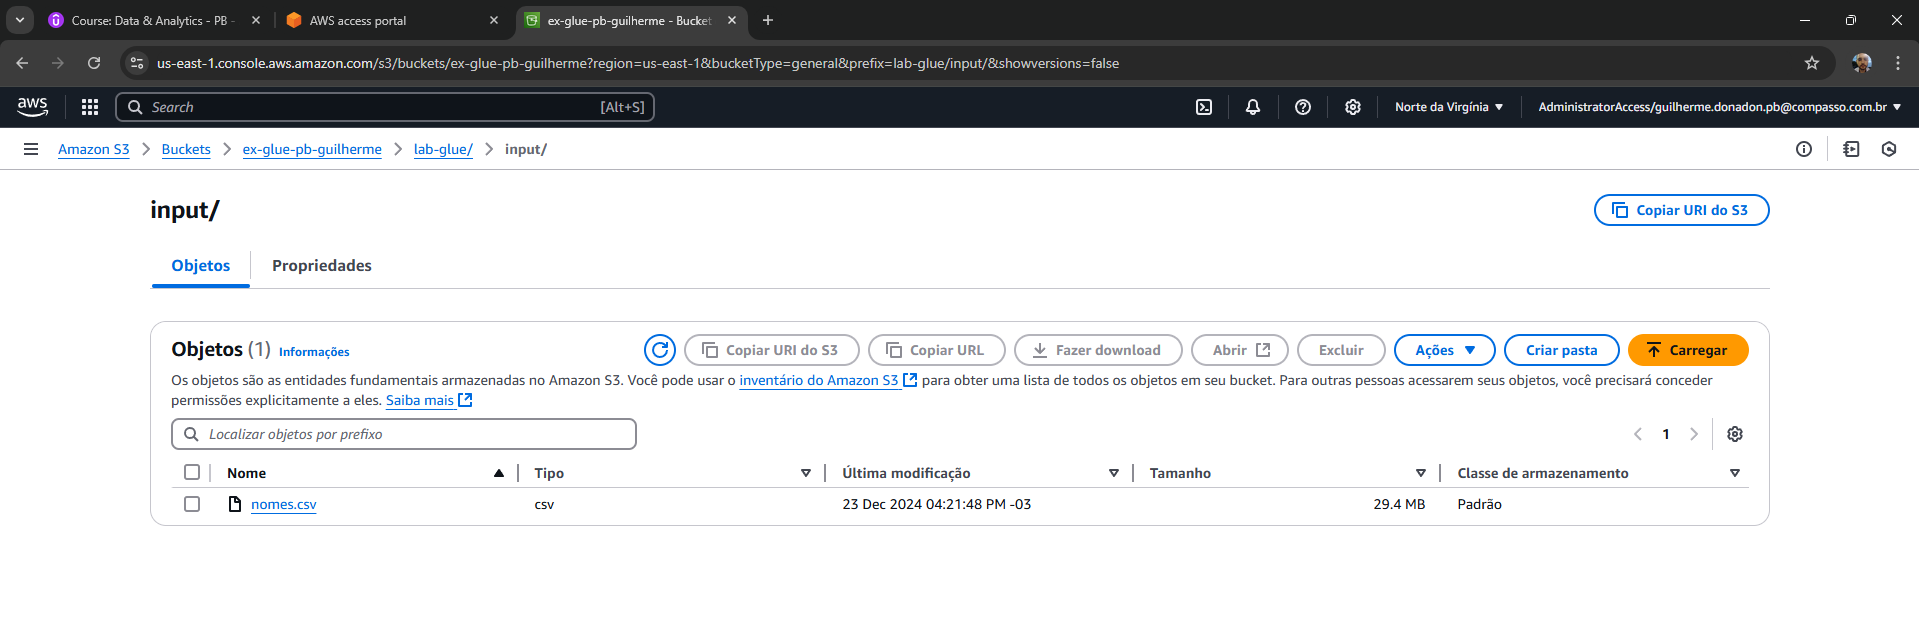 Course: Data & Analytics - PB -
AWS access portal
ex-glue-pb-guilherme - Bucket
us-east-1.console.aws.amazon.com/s3/buckets/ex-glue-pb-guilherme?region=us-east-1&bucketType=general&prefix=lab-glue/input/&showversions=false
aws
Search
[Alt+S]
Norte da Virgínia
AdministratorAccess/guilherme.donadon.pb@compasso.com.br
Amazon S3
Buckets
ex-glue-pb-guilherme
lab-glue/
input/
input/
Copiar URI do S3
Objetos
Propriedades
Objetos (1) Informações
Copiar URI do S3
Copiar URL
Fazer download
Abrir
Excluir
Ações
Criar pasta
Carregar
Os objetos são as entidades fundamentais armazenadas no Amazon S3. Você pode usar o inventário do Amazon S3 para obter uma lista de todos os objetos em seu bucket. Para outras pessoas acessarem seus objetos, você precisará conceder
permissões explicitamente a eles. Saiba mais
Localizar objetos por prefixo
1
Nome
Tipo
Última modificação
Tamanho
Classe de armazenamento
nomes.csv
csv
23 Dec 2024 04:21:48 PM -03
29.4 MB
Padrão